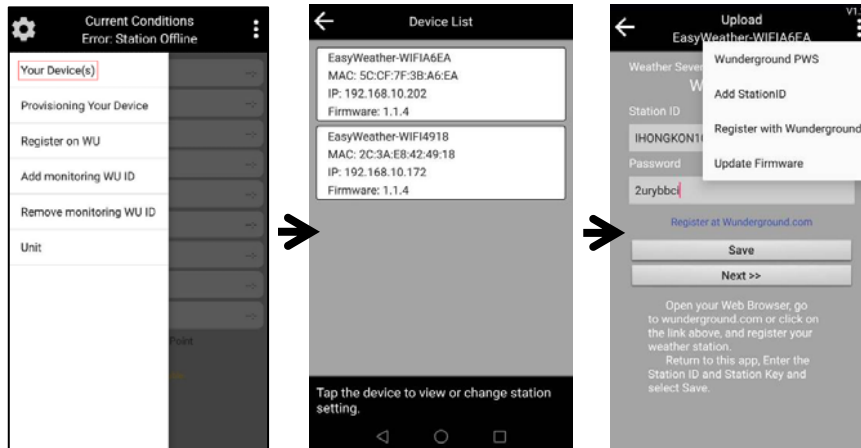 Current Conditions
Error: Station Offline
Your Device(s)
Provisioning Your Device
Register on WU
Add monitoring WU ID
Remove monitoring WU ID
Unit
Point
Device List
EasyWeather-WIFIA6EA
MAC: 5C:CF:7F:3B:A6:EA
IP: 192.168.10.202
Firmware: 1.1.4
EasyWeather-WIFI4918
MAC: 2C:3A:E8:42:49:18
IP: 192.168.10.172
Firmware: 1.1.4
Tap the device to view or change station
setting.
Upload
EasyWeather-WIFIA6EA
Wunderground PWS
Add StationID
Register with Wunderground
Update Firmware
Weather Sever
W
Station ID
IHONGKON1
Password
2urybbci
Register at Wunderground.com
Save
Next >>
Open your Web Browser, go
to wunderground.com or click on
the link above, and register your
weather station.
Return to this app, Enter the
Station ID and Station Key and
select Save.